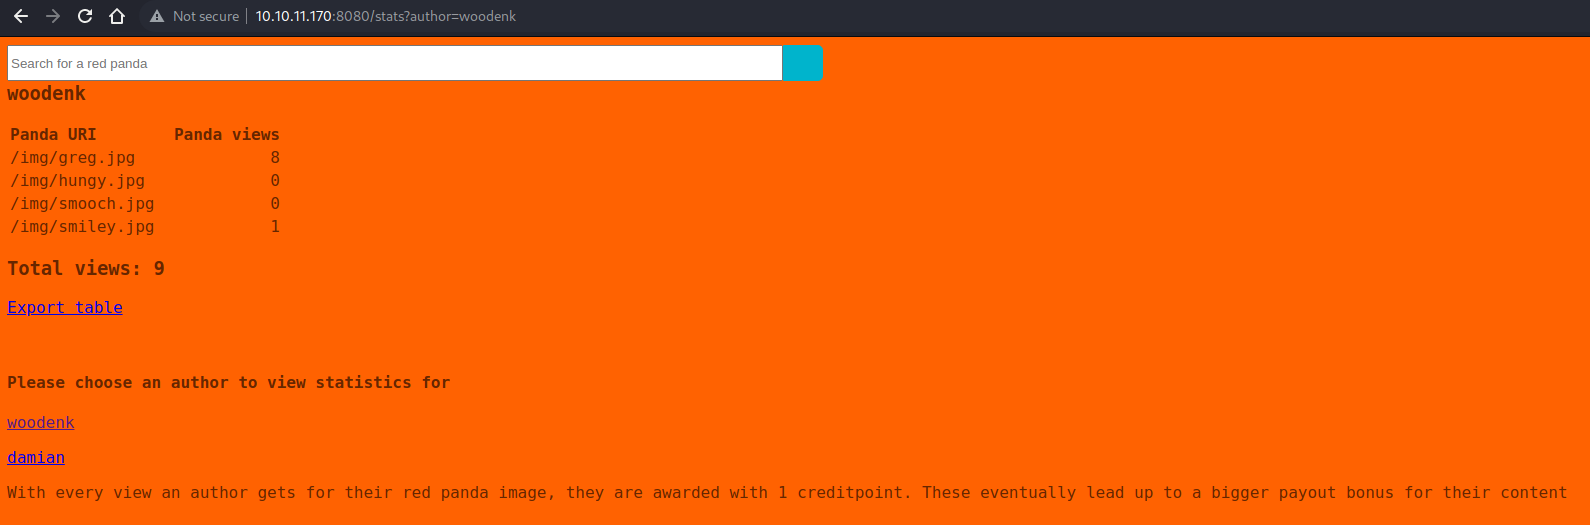 Not secure | 10.10.11.170:8080/stats?author=woodenk
Search for a red panda
woodenk
Panda URI Panda views
/img/greg.jpg 8
/img/hungy.jpg 0
/img/smooch.jpg 0
/img/smiley.jpg 1
Total views: 9
Export table
Please choose an author to view statistics for
woodenk
damian
With every view an author gets for their red panda image, they are awarded with 1 creditpoint. These eventually lead up to a bigger payout bonus for their content